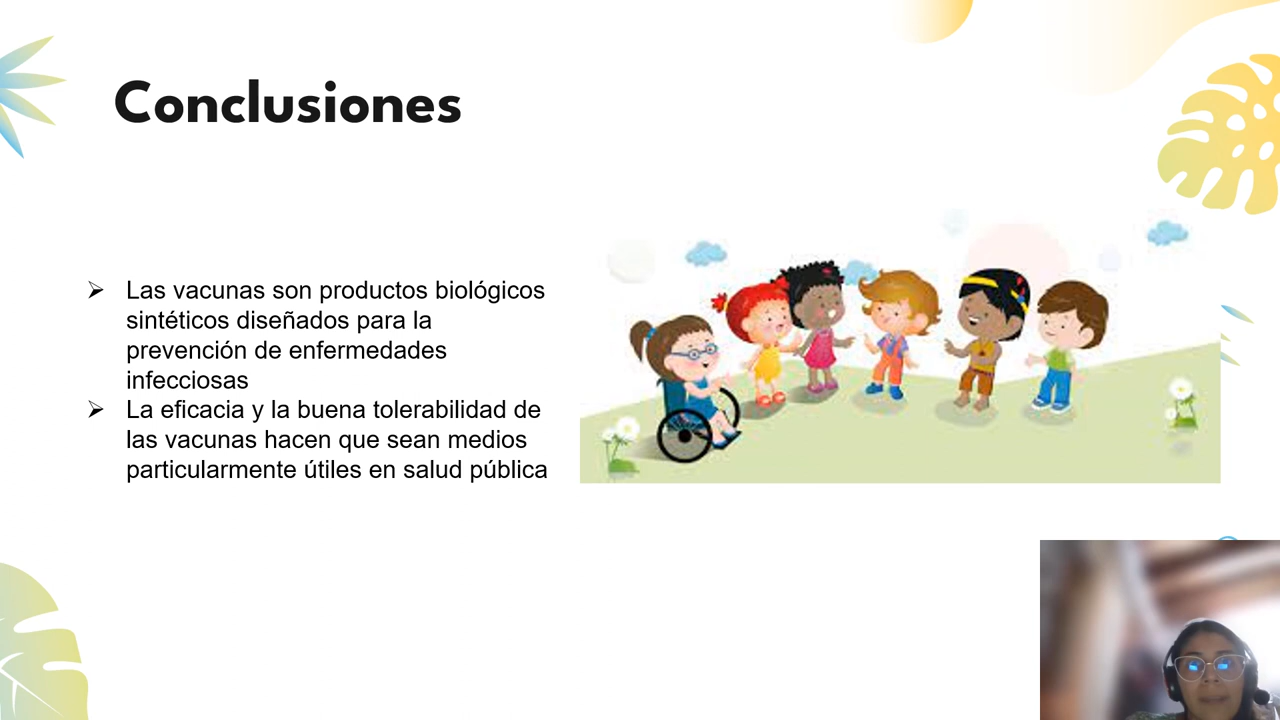 Conclusiones
➢ Las vacunas son productos biológicos
sintéticos diseñados para la
prevención de enfermedades
infecciosas
➢ La eficacia y la buena tolerabilidad de
las vacunas hacen que sean medios
particularmente útiles en salud pública